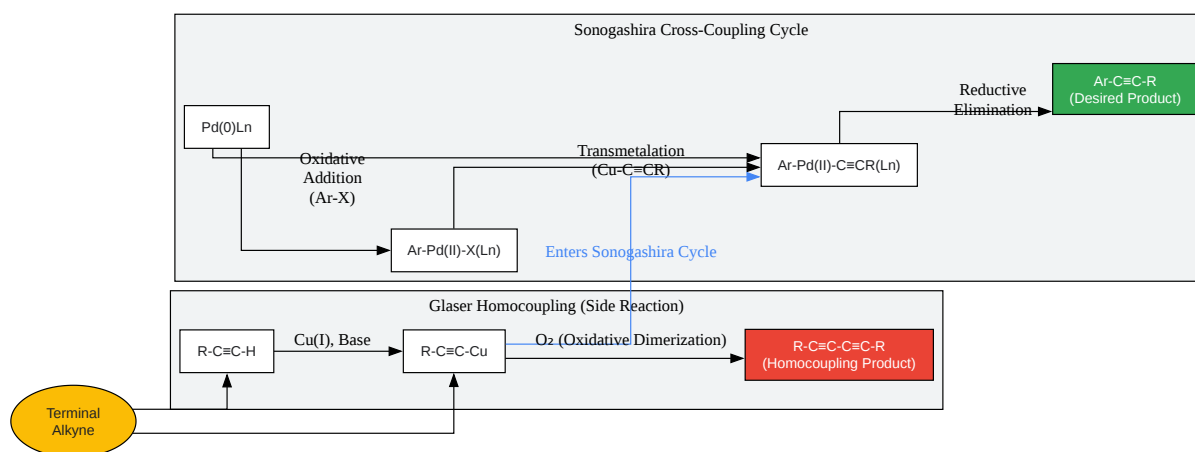 Sonogashira Cross-Coupling Cycle
Ar-C≡C-R
(Desired Product)
Reductive
Elimination
Pd(0)Ln
Oxidative
Addition
(Ar-X)
Transmetalation
(Cu-C≡CR)
Ar-Pd(II)-C≡CR(Ln)
Ar-Pd(II)-X(Ln)
Enters Sonogashira Cycle
Glaser Homocoupling (Side Reaction)
R-C≡C-H
Cu(I), Base
R-C≡C-Cu
O₂ (Oxidative Dimerization)
R-C≡C-C≡C-R
(Homocoupling Product)
Terminal
Alkyne